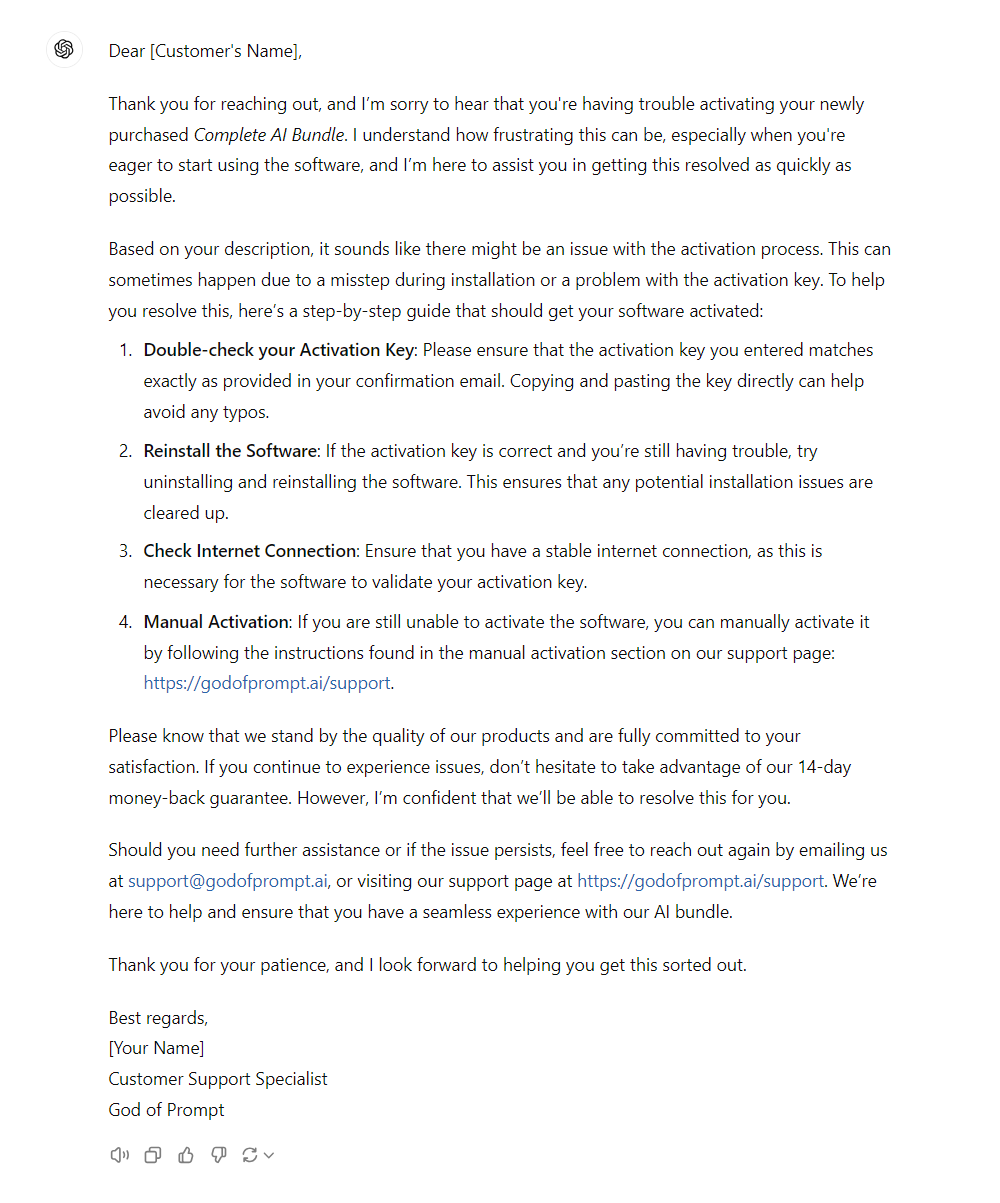 Dear [Customer's Name],
Thank you for reaching out, and I’m sorry to hear that you're having trouble activating your newly
purchased Complete AI Bundle. I understand how frustrating this can be, especially when you're
eager to start using the software, and I’m here to assist you in getting this resolved as quickly as
possible.
Based on your description, it sounds like there might be an issue with the activation process. This can
sometimes happen due to a misstep during installation or a problem with the activation key. To help
you resolve this, here’s a step-by-step guide that should get your software activated:
1. Double-check your Activation Key: Please ensure that the activation key you entered matches
exactly as provided in your confirmation email. Copying and pasting the key directly can help
avoid any typos.
2. Reinstall the Software: If the activation key is correct and you’re still having trouble, try
uninstalling and reinstalling the software. This ensures that any potential installation issues are
cleared up.
3. Check Internet Connection: Ensure that you have a stable internet connection, as this is
necessary for the software to validate your activation key.
4. Manual Activation: If you are still unable to activate the software, you can manually activate it
by following the instructions found in the manual activation section on our support page:
https://godofprompt.ai/support.
Please know that we stand by the quality of our products and are fully committed to your
satisfaction. If you continue to experience issues, don’t hesitate to take advantage of our 14-day
money-back guarantee. However, I’m confident that we’ll be able to resolve this for you.
Should you need further assistance or if the issue persists, feel free to reach out again by emailing us
at support@godofprompt.ai, or visiting our support page at https://godofprompt.ai/support. We’re
here to help and ensure that you have a seamless experience with our AI bundle.
Thank you for your patience, and I look forward to helping you get this sorted out.
Best regards,
[Your Name]
Customer Support Specialist
God of Prompt